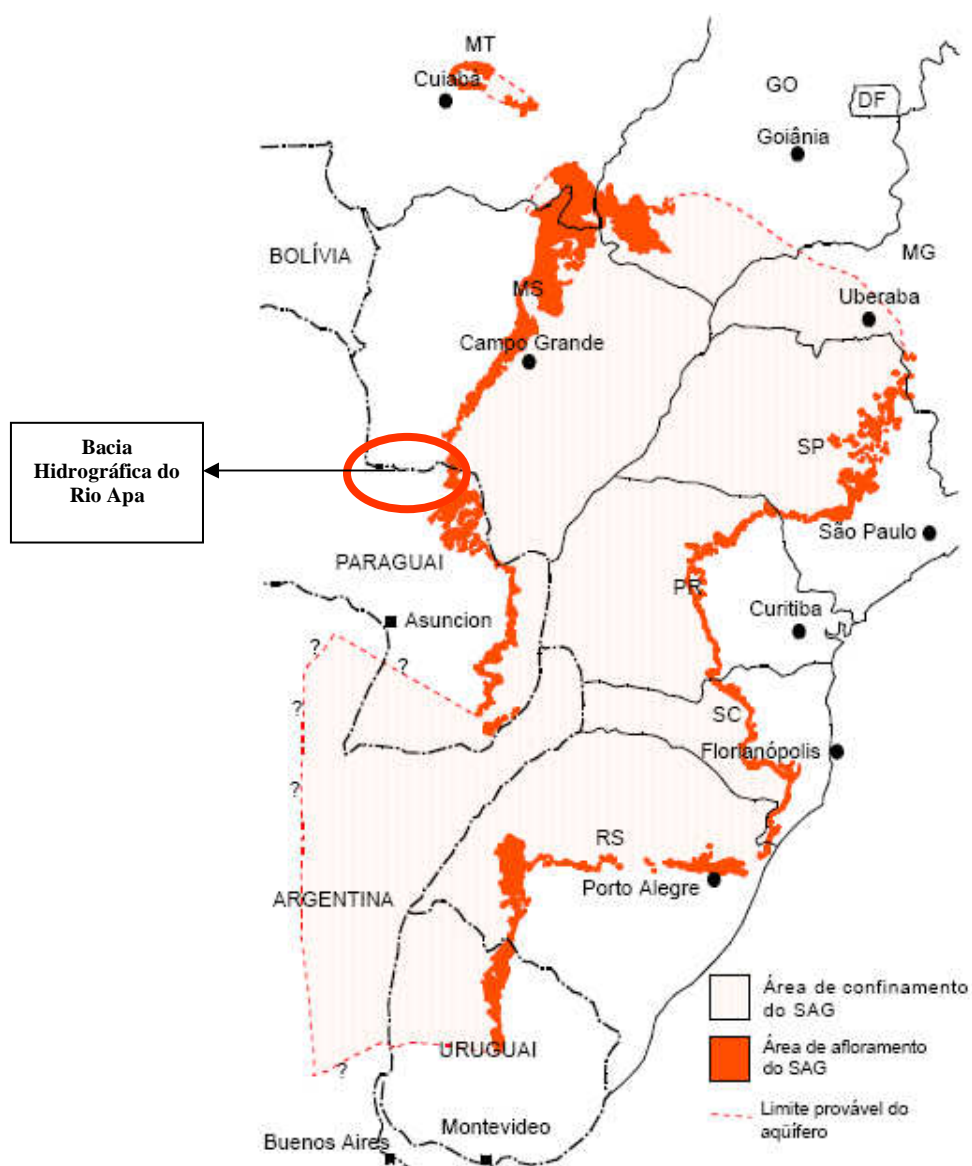 MT
Cuiabá
GO
DF
Goiânia
BOLÍVIA
MG
MS
Uberaba
Campo Grande
Bacia
Hidrográfica do
Rio Apa
SP
São Paulo
PARAGUAI
PR
Curitiba
Asuncion
?
?
?
SC
Florianópolis
?
RS
ARGENTINA
Porto Alegre
Área de confinamento
do SAG
Área de afloramento
do SAG
URUGUAI
?
Limite provável do
aqüífero
Montevideo
Buenos Aires